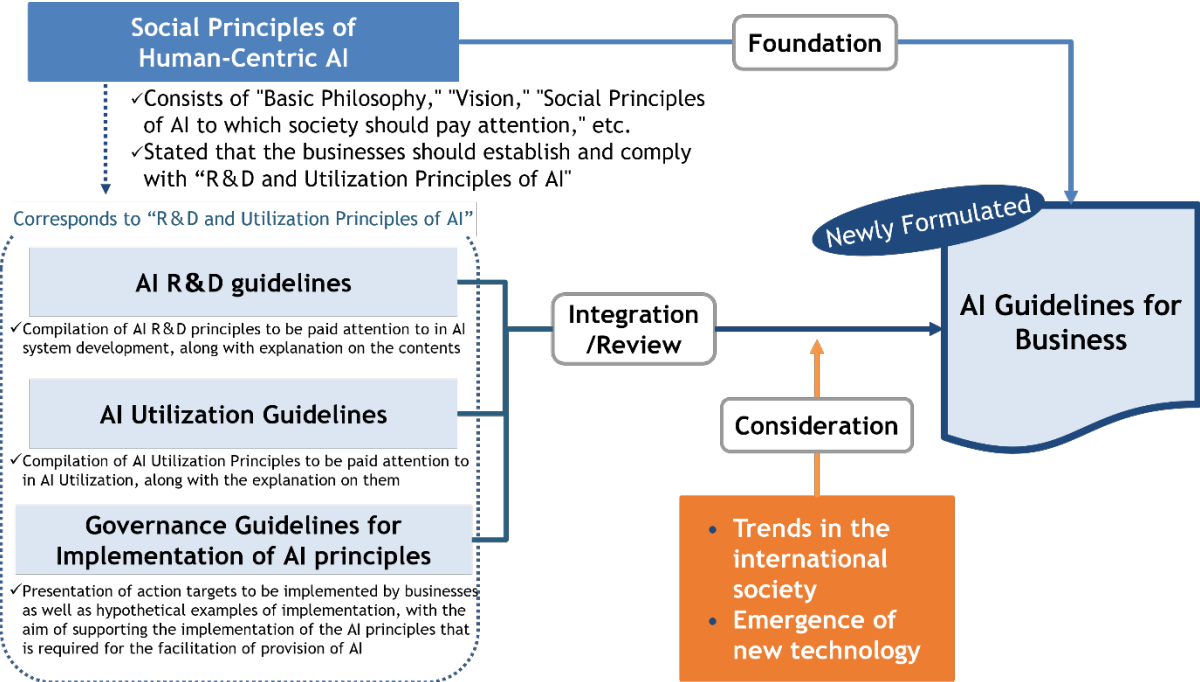 Social Principles of
Human-Centric AI
Foundation
✓Consists of "Basic Philosophy," "Vision," "Social Principles
of AI to which society should pay attention," etc.
✓Stated that the businesses should establish and comply
with “R&D and Utilization Principles of AI"
Corresponds to “R&D and Utilization Principles of AI”
AI R&D guidelines
✓Compilation of AI R&D principles to be paid attention to in AI
system development, along with explanation on the contents
AI Utilization Guidelines
✓Compilation of AI Utilization Principles to be paid attention to
in AI Utilization, along with the explanation on them
Governance Guidelines for
Implementation of AI principles
✓Presentation of action targets to be implemented by businesses
as well as hypothetical examples of implementation, with the
aim of supporting the implementation of the AI principles that
is required for the facilitation of provision of AI
Integration
/Review
Consideration
• Trends in the
international
society
• Emergence of
new technology
Newly Formulated
AI Guidelines for
Business